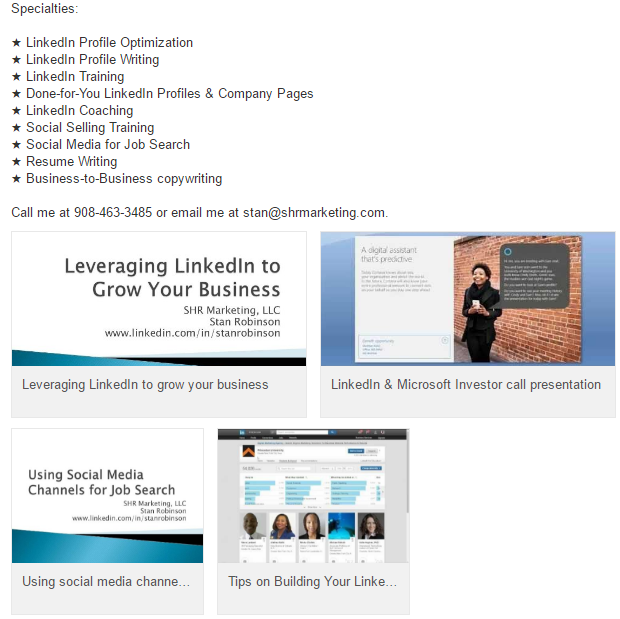 Specialties:
★ LinkedIn Profile Optimization
★ LinkedIn Profile Writing
★ LinkedIn Training
★ Done-for-You LinkedIn Profiles & Company Pages
★ LinkedIn Coaching
★ Social Selling Training
★ Social Media for Job Search
★ Resume Writing
★ Business-to-Business copywriting
Call me at 908-463-3485 or email me at stan@shrmarketing.com.
Leveraging LinkedIn to
Grow Your Business
SHR Marketing, LLC
Stan Robinson
www.linkedin.com/in/stanrobinson
A digital assistant
that's predictive
Leveraging LinkedIn to grow your business
LinkedIn & Microsoft Investor call presentation
Using Social Media
Channels for Job Search
SHR Marketing, LLC
Stan Robinson
www.linkedin.com/in/stanrobinson
Using social media channe...
Tips on Building Your Linke...